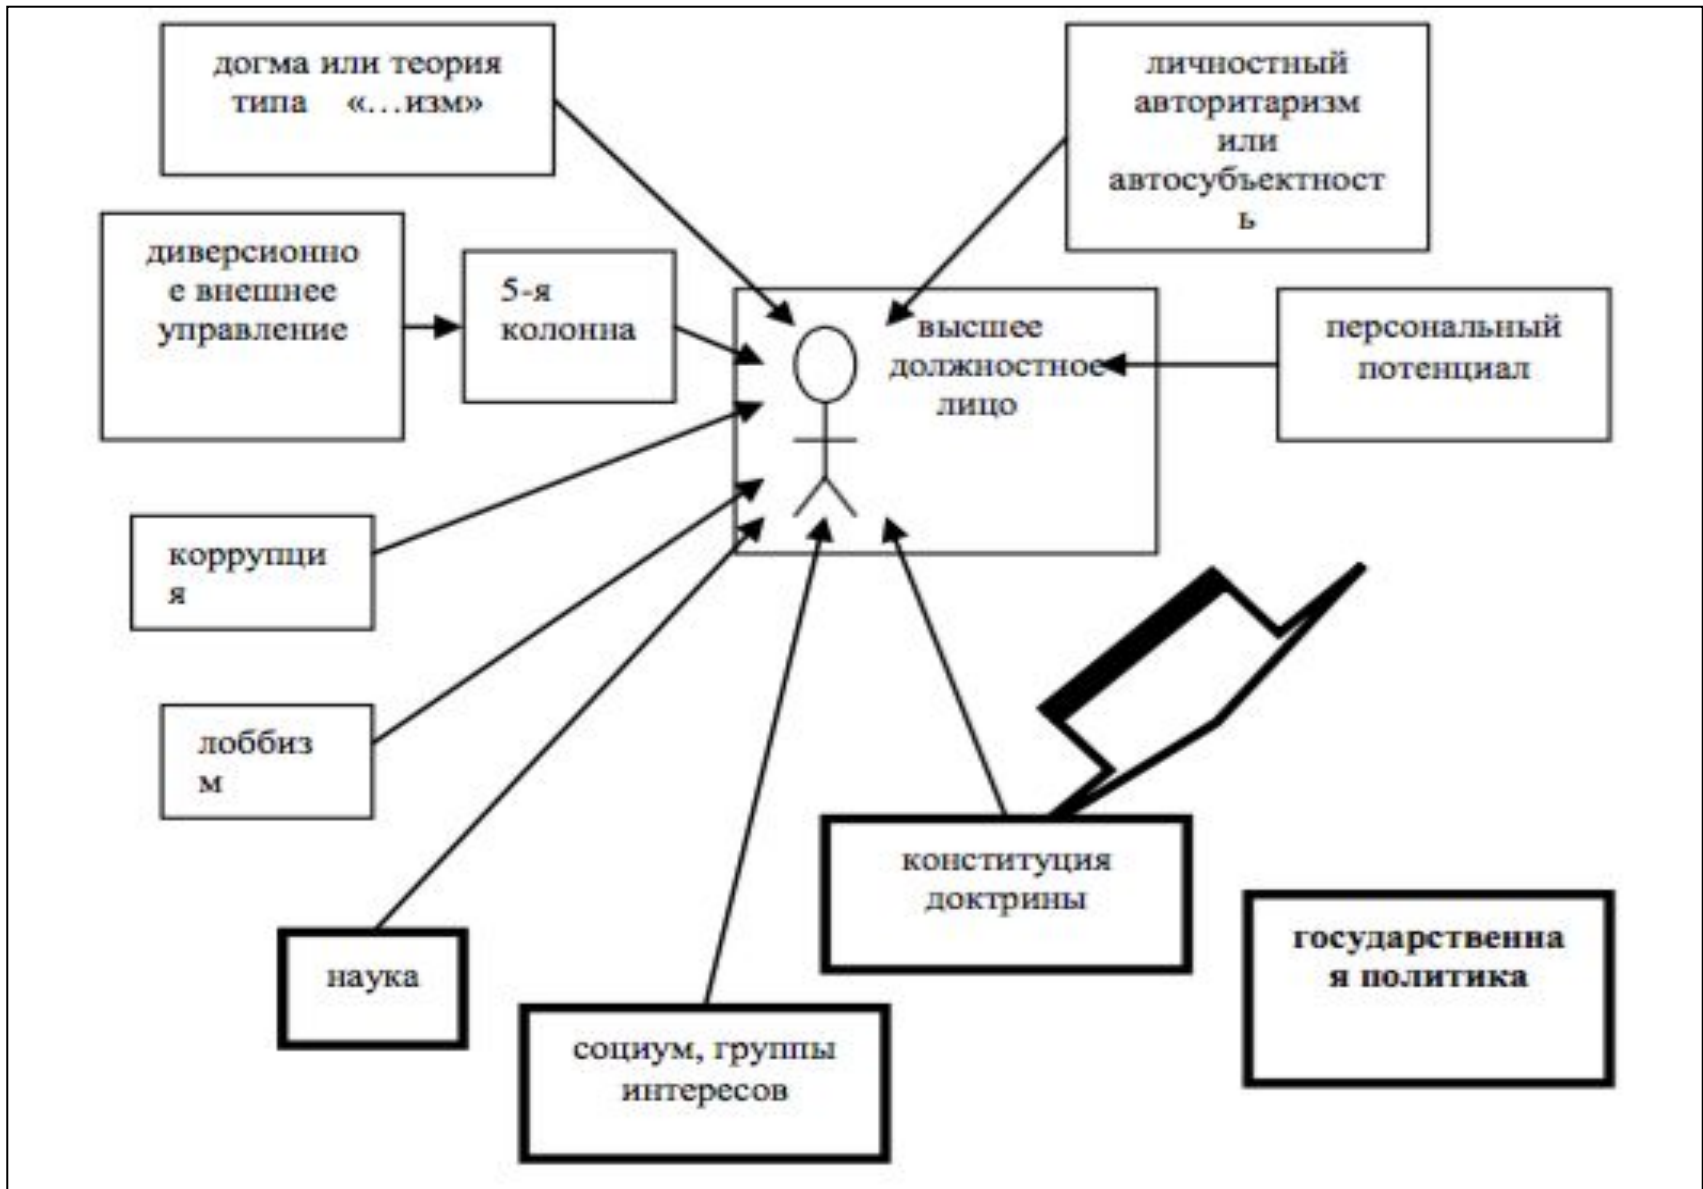 догма или теория
типа «…изм»
личностный
авторитаризм
или
автосубъектност
ь
диверсионно
е внешнее
управление
5-я
колонна
высшее
должностное
лицо
персональный
потенциал
коррупци
я
лоббиз
м
наука
социум, группы
интересов
конституция
доктрины
государственна
я политика